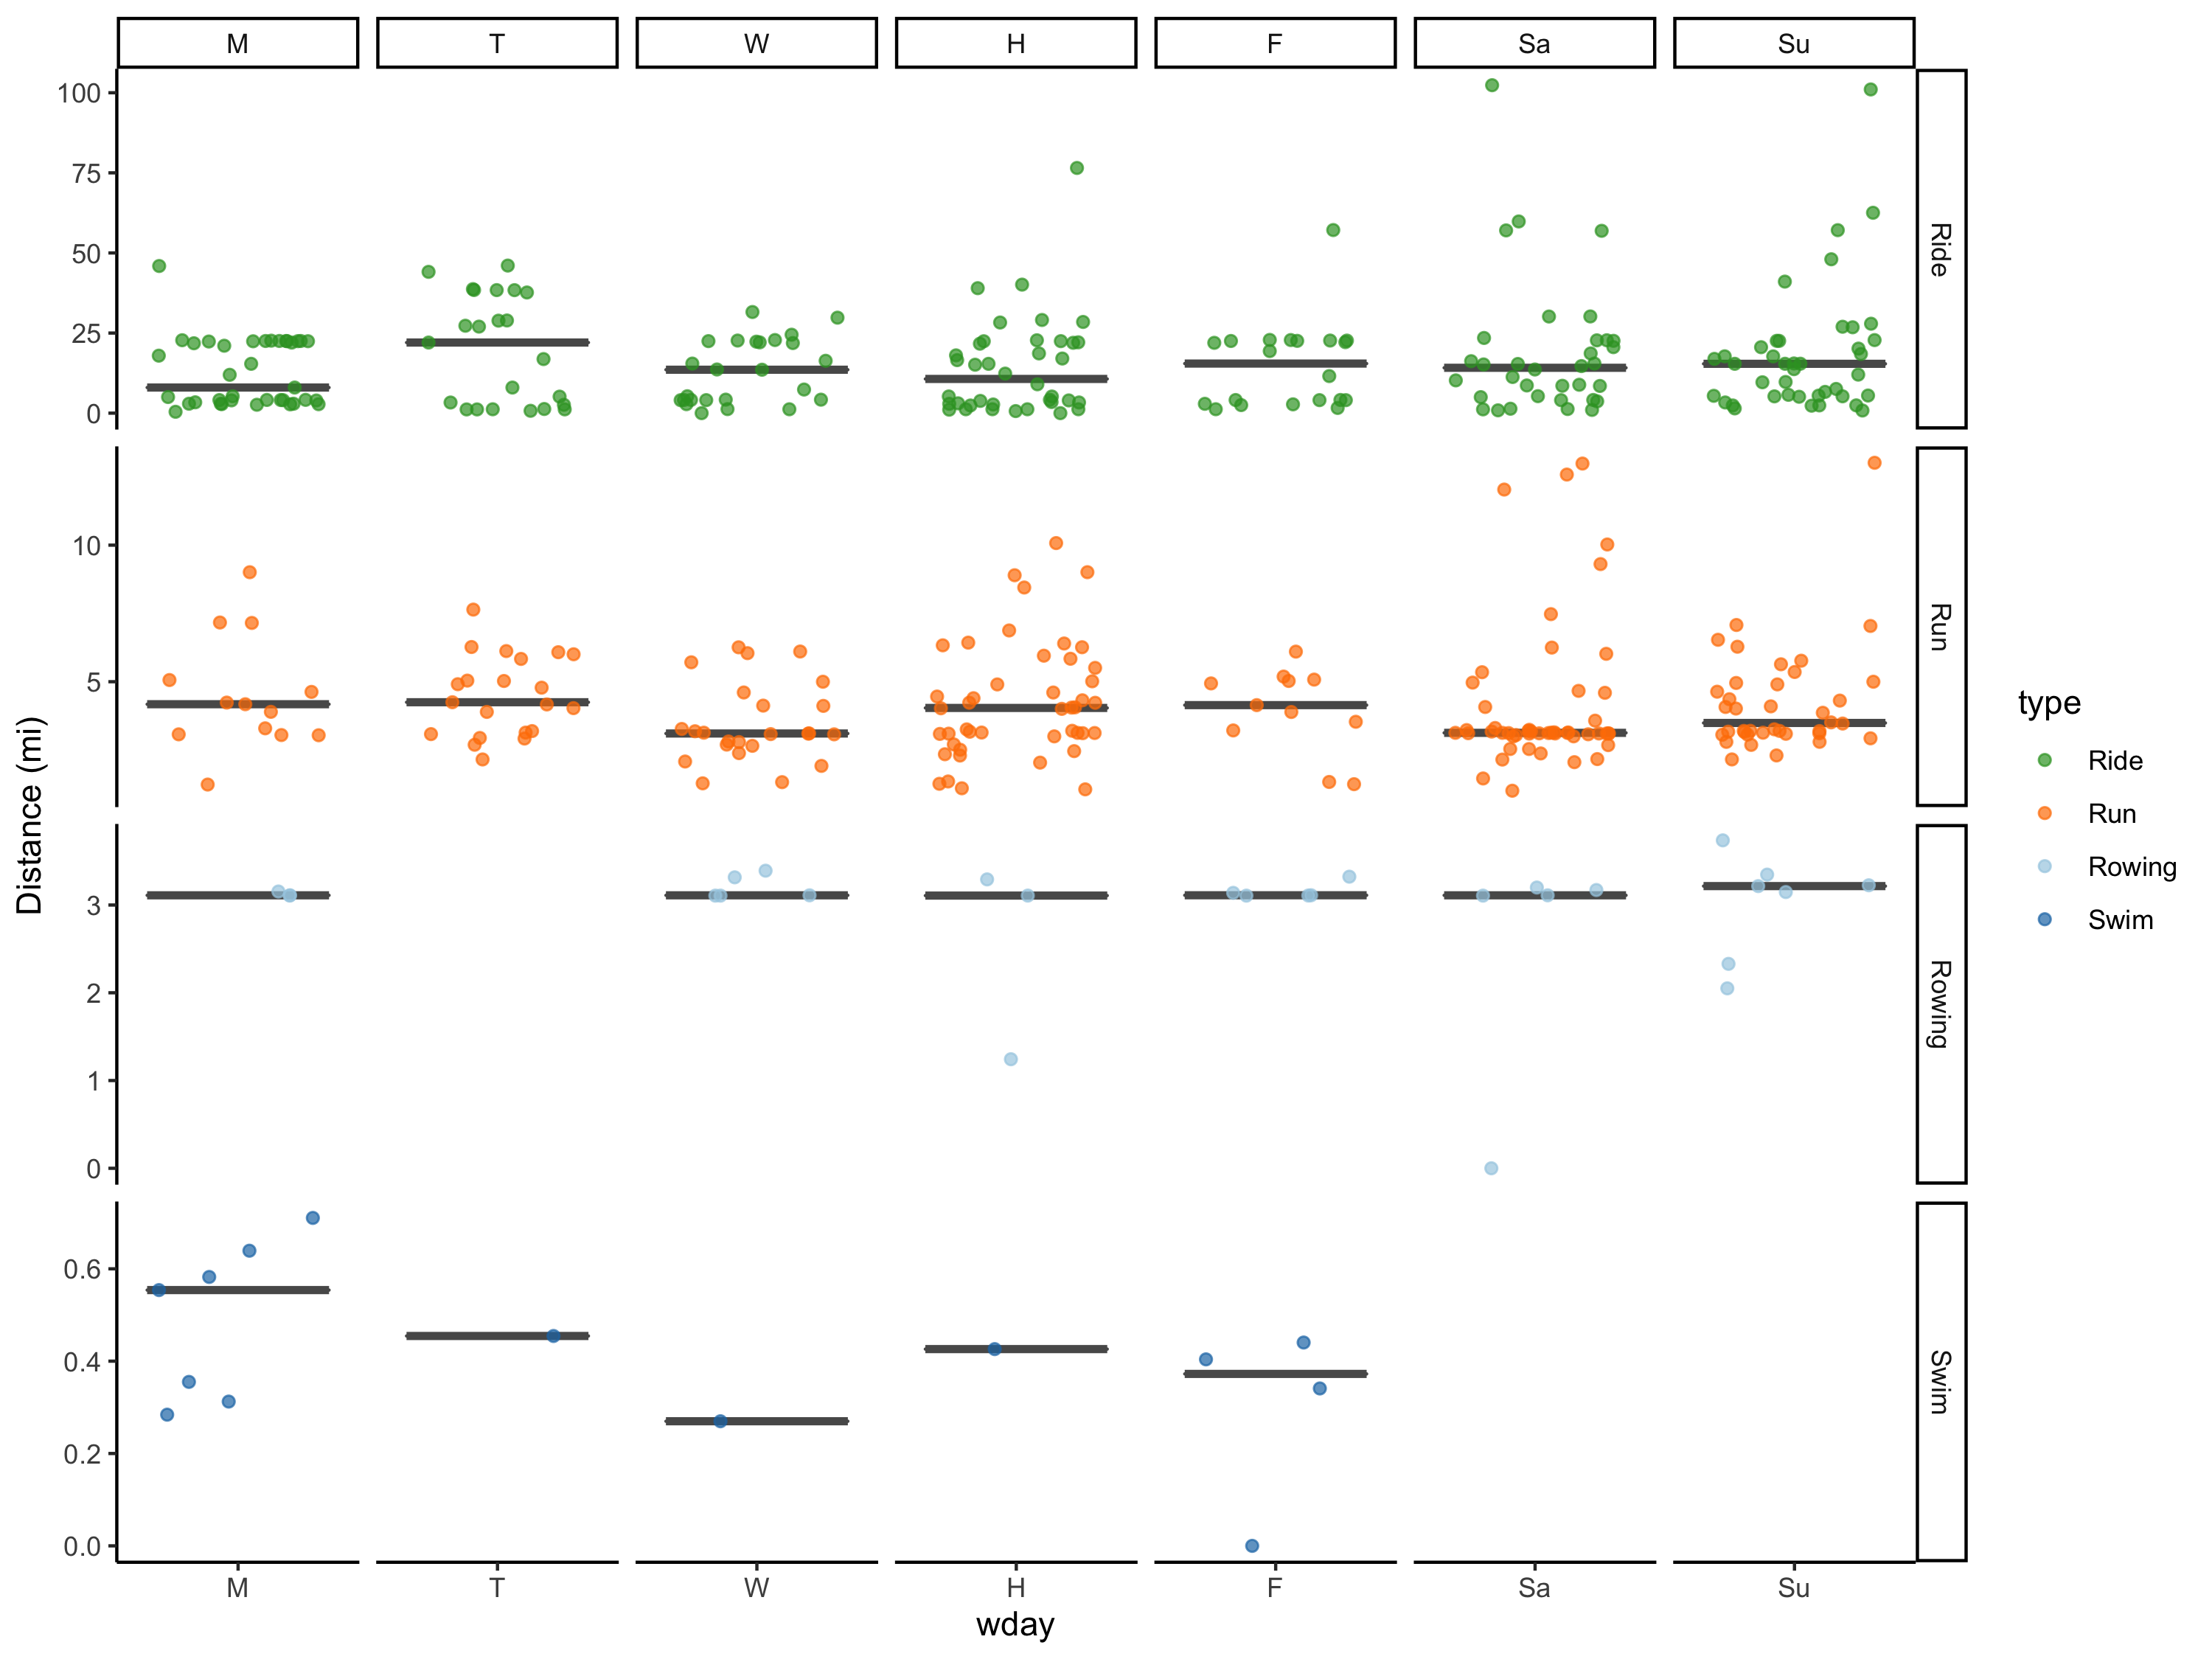 M T W H F Sa Su
100
75
50
25
0
Ride
10
5
Run
3
2
1
0
Rowing
0.6
0.4
0.2
0.0
Swim
M T W H F Sa Su
wday
Distance (mi)
type
Ride
Run
Rowing
Swim